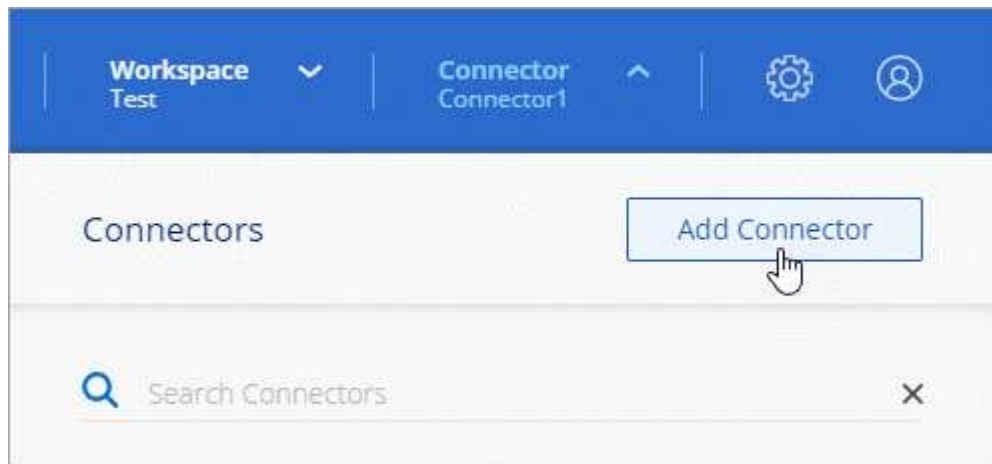 Workspace
Test
Connector
Connector1
Connectors
Add Connector
Search Connectors